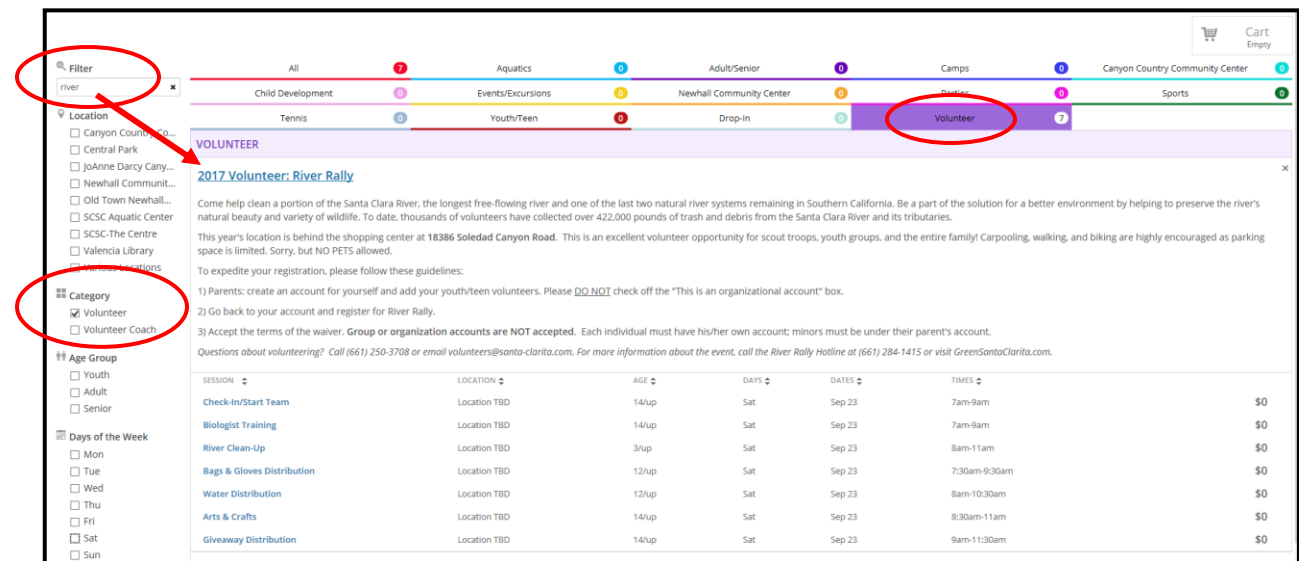 Cart
Empty
Filter
river ×
Location
Canyon Country Co...
Central Park
JoAnne Darcy Cany...
Newhall Communit...
Old Town Newhall...
SCSC Aquatic Center
SCSC-The Centre
Valencia Library
Various Locations
Category
Volunteer
Volunteer Coach
Age Group
Youth
Adult
Senior
Days of the Week
Mon
Tue
Wed
Thu
Fri
Sat
Sun
All 7 Aquatics 0 Adult/Senior 0 Camps 0 Canyon Country Community Center 0
Child Development 0 Events/Excursions 0 Newhall Community Center 0 Parties 0 Sports 0
Tennis 0 Youth/Teen 0 Drop-In 0 Volunteer 7
VOLUNTEER
2017 Volunteer: River Rally ×
Come help clean a portion of the Santa Clara River, the longest free-flowing river and one of the last two natural river systems remaining in Southern California. Be a part of the solution for a better environment by helping to preserve the river's
natural beauty and variety of wildlife. To date, thousands of volunteers have collected over 422,000 pounds of trash and debris from the Santa Clara River and its tributaries.
This year's location is behind the shopping center at 18386 Soledad Canyon Road. This is an excellent volunteer opportunity for scout troops, youth groups, and the entire family! Carpooling, walking, and biking are highly encouraged as parking
space is limited. Sorry, but NO PETS allowed.
To expedite your registration, please follow these guidelines:
1) Parents: create an account for yourself and add your youth/teen volunteers. Please DO NOT check off the "This is an organizational account" box.
2) Go back to your account and register for River Rally.
3) Accept the terms of the waiver. Group or organization accounts are NOT accepted. Each individual must have his/her own account; minors must be under their parent's account.
Questions about volunteering? Call (661) 250-3708 or email volunteers@santa-clarita.com. For more information about the event, call the River Rally Hotline at (661) 284-1415 or visit GreenSantaClarita.com.
SESSION LOCATION AGE DAYS DATES TIMES
Check-In/Start Team Location TBD 14/up Sat Sep 23 7am-9am $0
Biologist Training Location TBD 14/up Sat Sep 23 7am-9am $0
River Clean-Up Location TBD 3/up Sat Sep 23 8am-11am $0
Bags & Gloves Distribution Location TBD 12/up Sat Sep 23 7:30am-9:30am $0
Water Distribution Location TBD 12/up Sat Sep 23 8am-10:30am $0
Arts & Crafts Location TBD 14/up Sat Sep 23 8:30am-11am $0
Giveaway Distribution Location TBD 14/up Sat Sep 23 9am-11:30am $0